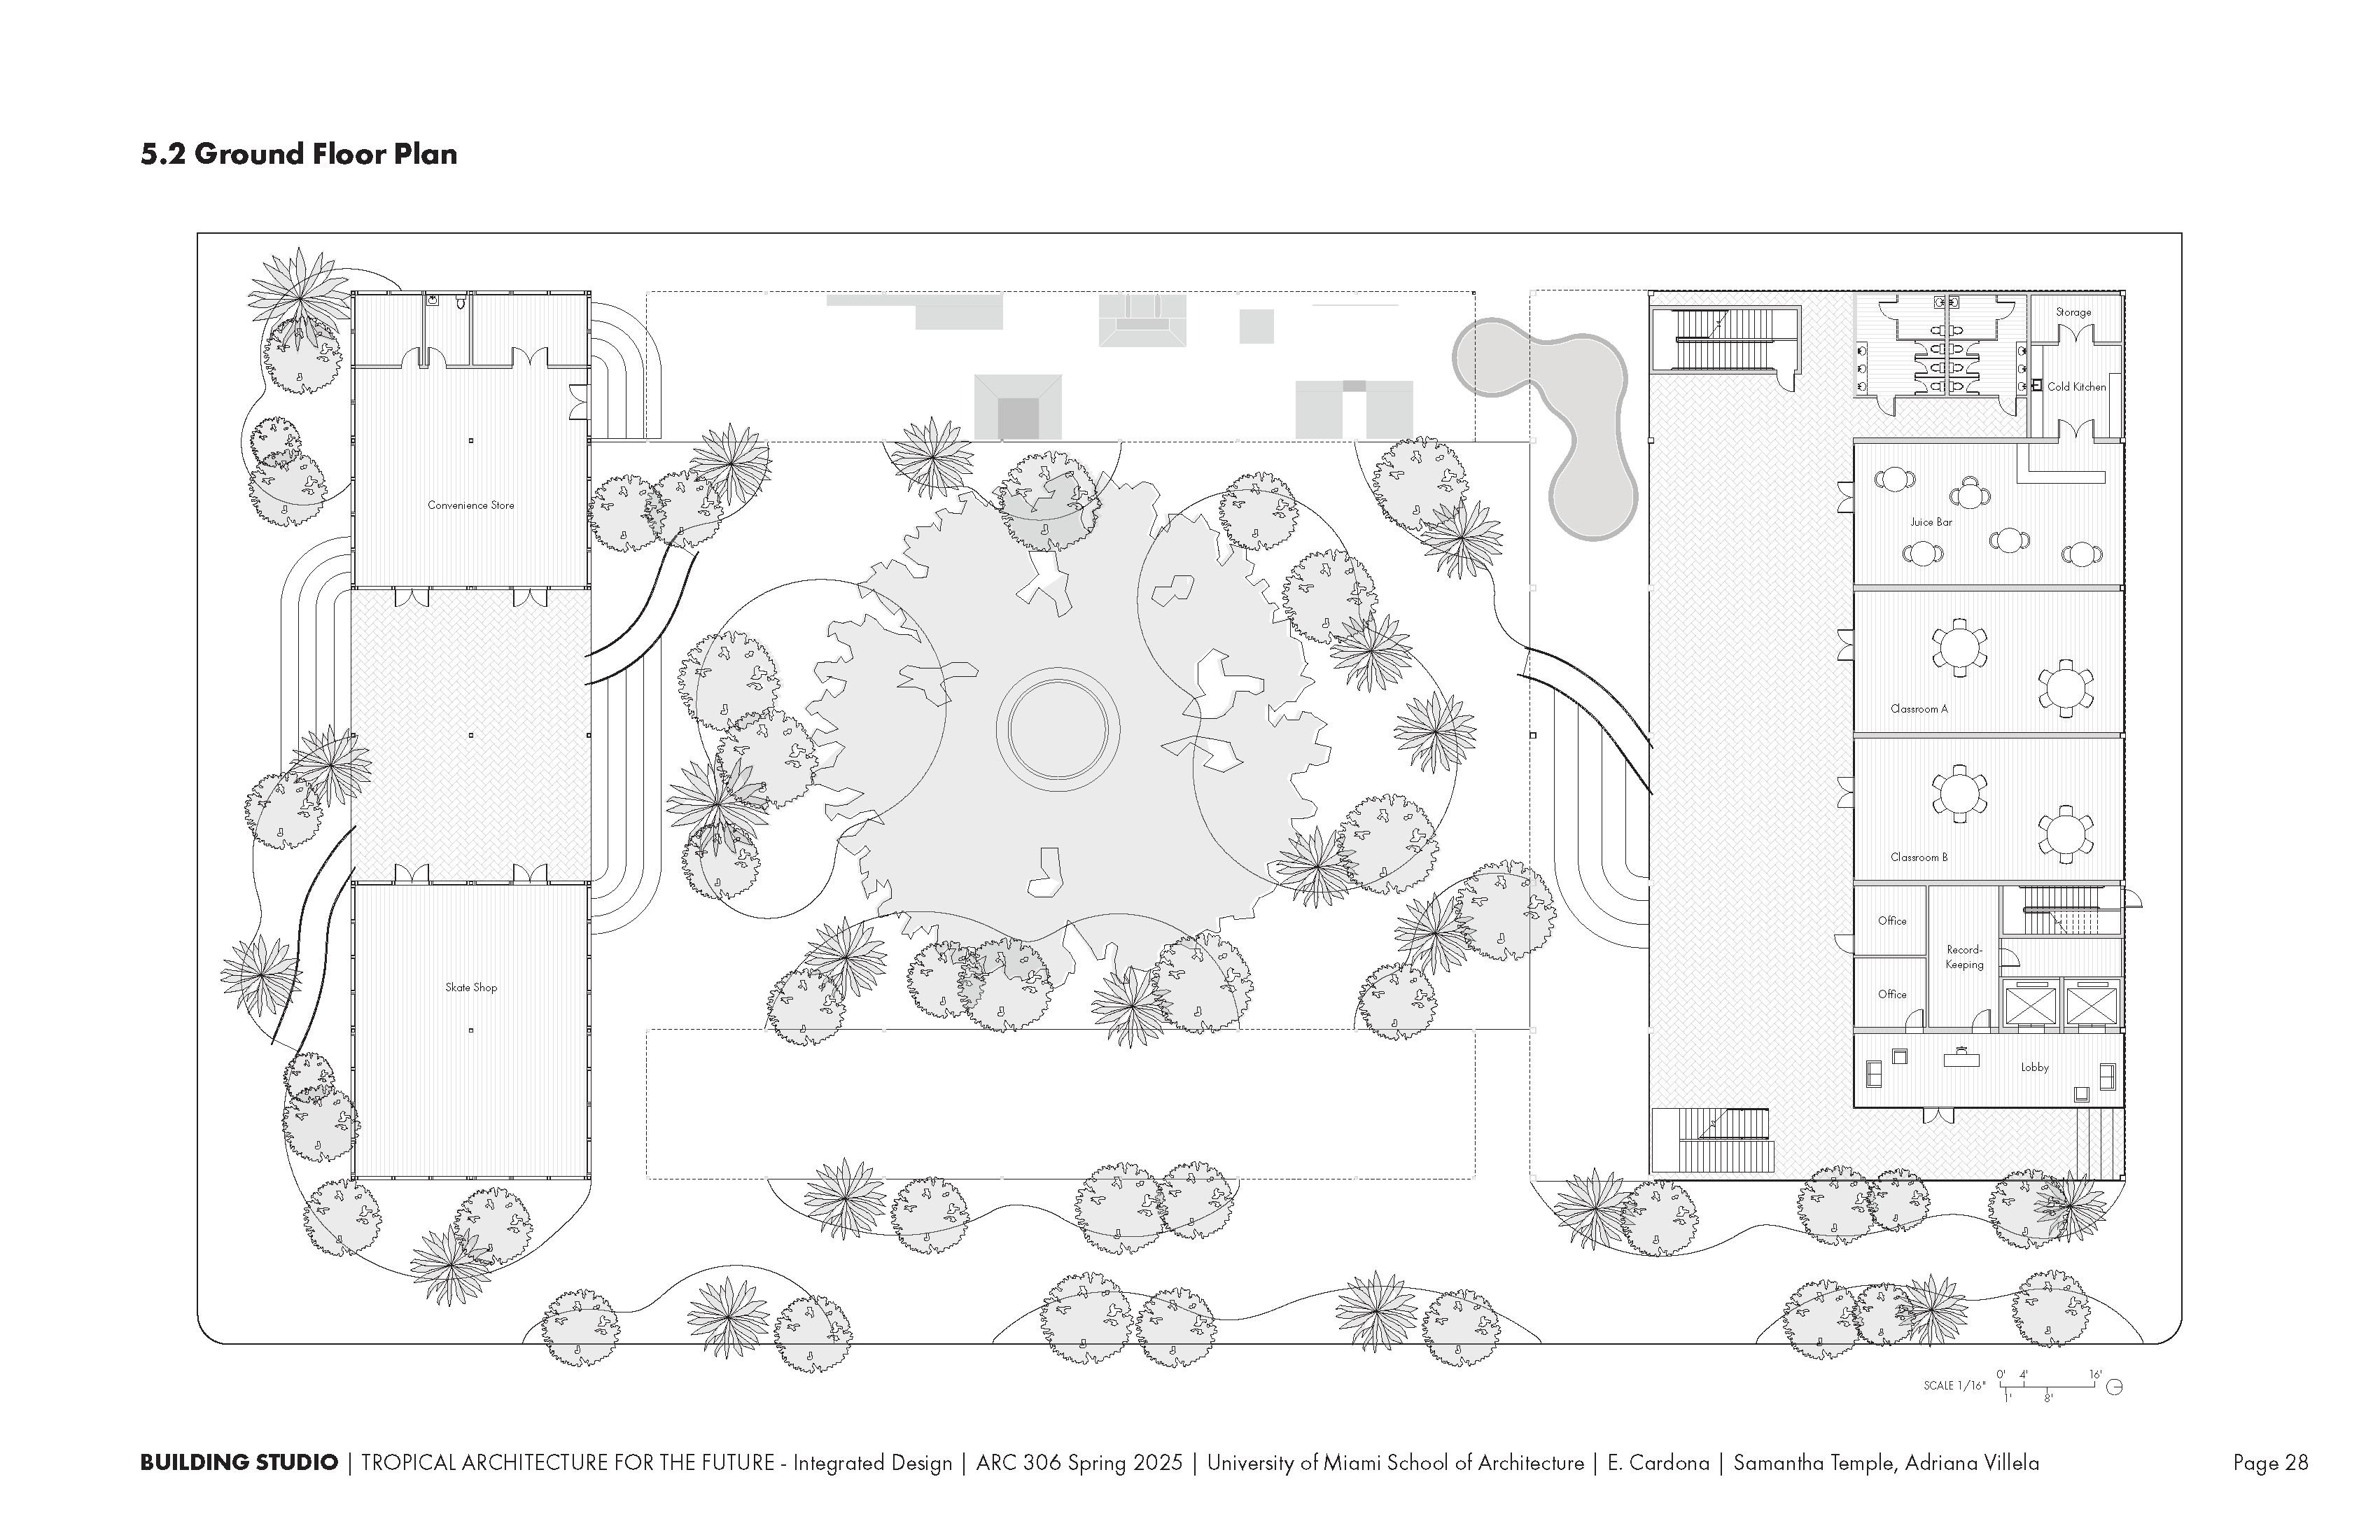 5.2 Ground Floor Plan
Storage
Cold Kitchen
Convenience Store
Juice Bar
Classroom A
Classroom B
Office
Record-
Keeping
Skate Shop
Office
Lobby
0' 4' 16'
SCALE 1/16"
1' 8'
BUILDING STUDIO | TROPICAL ARCHITECTURE FOR THE FUTURE - Integrated Design | ARC 306 Spring 2025 | University of Miami School of Architecture | E. Cardona | Samantha Temple, Adriana Villela Page 28